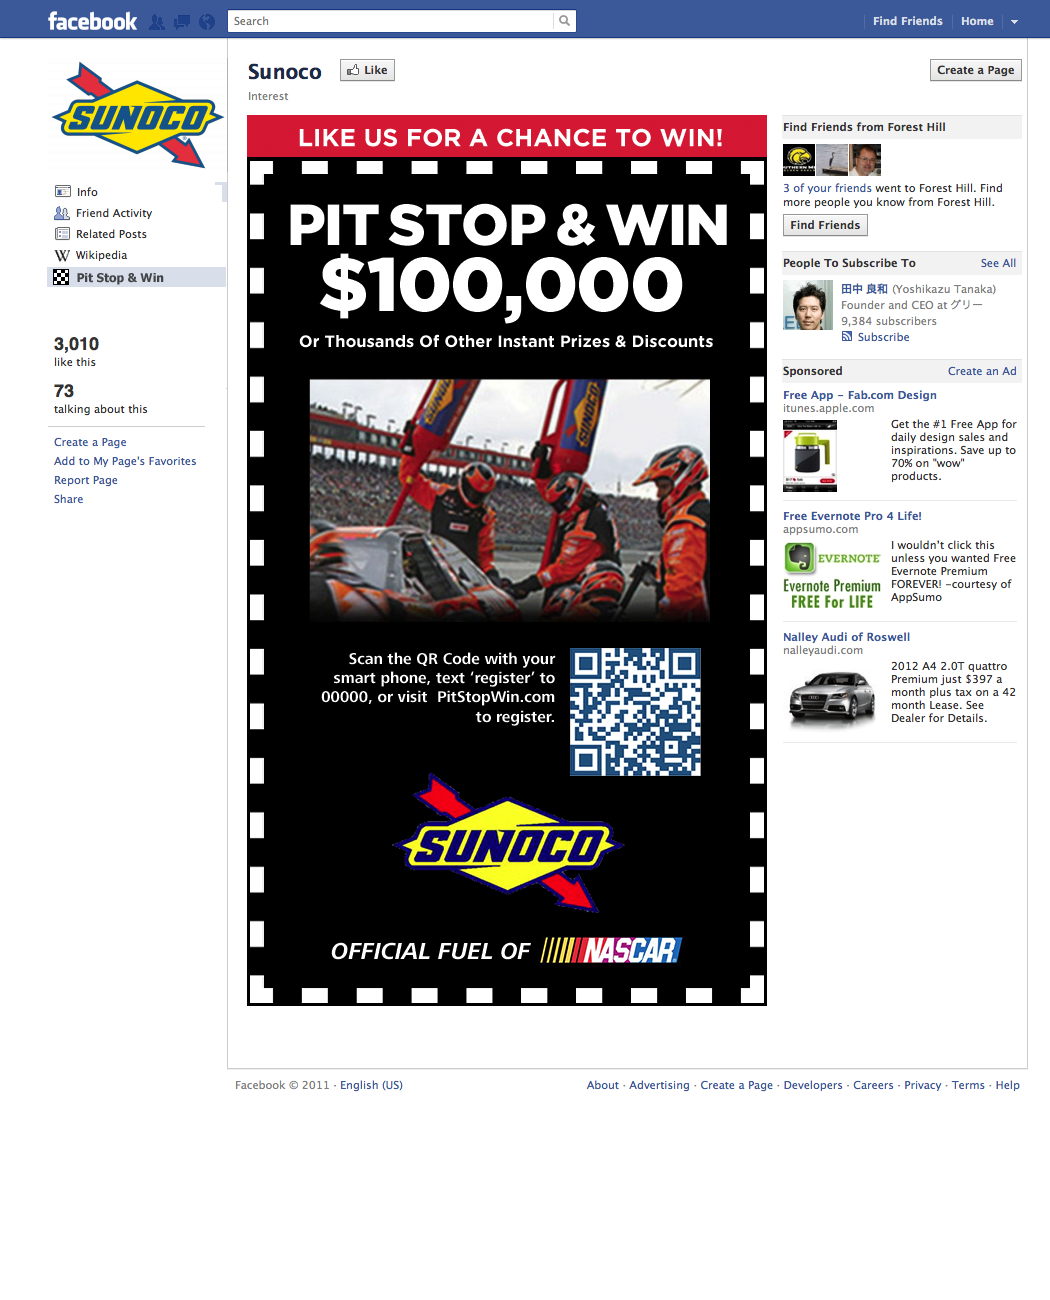 facebook
Search
Find Friends
Home
SUNOCO
Info
Friend Activity
Related Posts
Wikipedia
Pit Stop & Win
3,010
like this
73
talking about this
Create a Page
Add to My Page's Favorites
Report Page
Share
Sunoco
Like
Interest
Create a Page
LIKE US FOR A CHANCE TO WIN!
PIT STOP & WIN
$100,000
Or Thousands Of Other Instant Prizes & Discounts
SUNOCO
SUNOCO
Scan the QR Code with your
smart phone, text ‘register’ to
00000, or visit PitStopWin.com
to register.
SUNOCO
OFFICIAL FUEL OF NASCAR
Find Friends from Forest Hill
3 of your friends went to Forest Hill. Find
more people you know from Forest Hill.
Find Friends
People To Subscribe To
See All
田中 良和 (Yoshikazu Tanaka)
Founder and CEO at グリー
9,384 subscribers
Subscribe
Sponsored
Create an Ad
Free App – Fab.com Design
itunes.apple.com
Get the #1 Free App for
daily design sales and
inspirations. Save up to
70% on "wow"
products.
Free Evernote Pro 4 Life!
appsumo.com
EVERNOTE
Evernote Premium
FREE For LIFE
I wouldn't click this
unless you wanted Free
Evernote Premium
FOREVER! -courtesy of
AppSumo
Nalley Audi of Roswell
nalleyaudi.com
2012 A4 2.0T quattro
Premium just $397 a
month plus tax on a 42
month Lease. See
Dealer for Details.
Facebook © 2011 · English (US)
About · Advertising · Create a Page · Developers · Careers · Privacy · Terms · Help